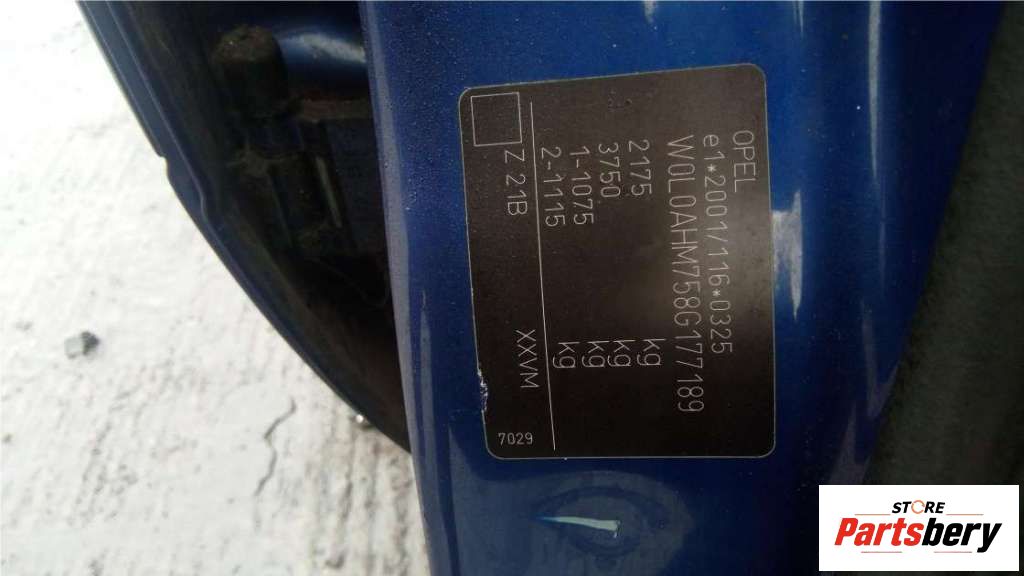 OPEL
e1*2001/116*0325
W0L0AHM758G177189
2175 kg
3750 kg
1-1075 kg
2-1115 kg
Z 21B XXVM
7029
STORE
Partsbery